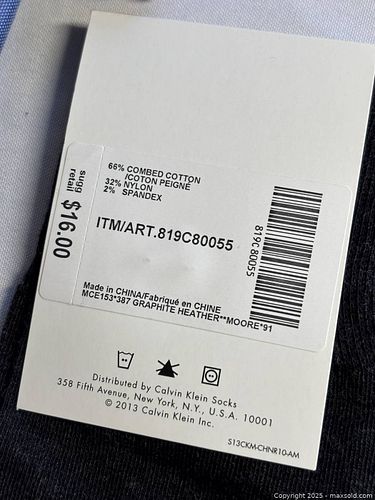 66% COMBED COTTON
/COTON PEIGNÉ
32% NYLON
2% SPANDEX
sugg
retail $16.00
ITM/ART.819C80055
819C80055
Made in CHINA/Fabriqué en CHINE
MCE153*387 GRAPHITE HEATHER**MOORE*91
Distributed by Calvin Klein Socks
358 Fifth Avenue, New York, N.Y., U.S.A. 10001
© 2013 Calvin Klein Inc.
S13CKM-CHNR10-AM
Copyright 2025 - maxsold.com